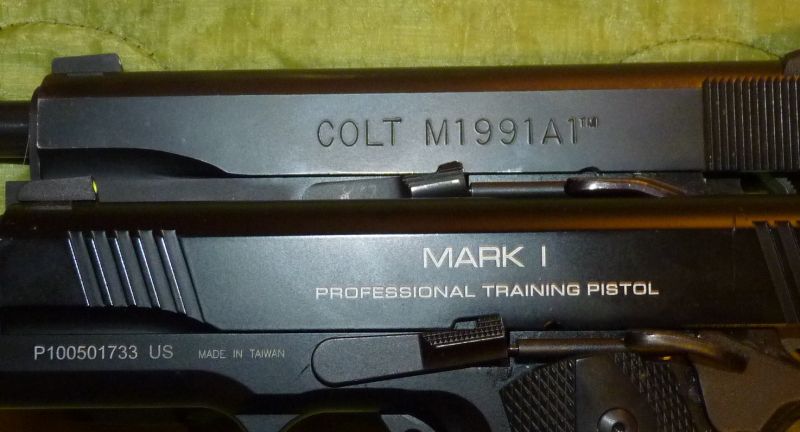 COLT M1991A1™
MARK I
PROFESSIONAL TRAINING PISTOL
P100501733 US MADE IN TAIWAN